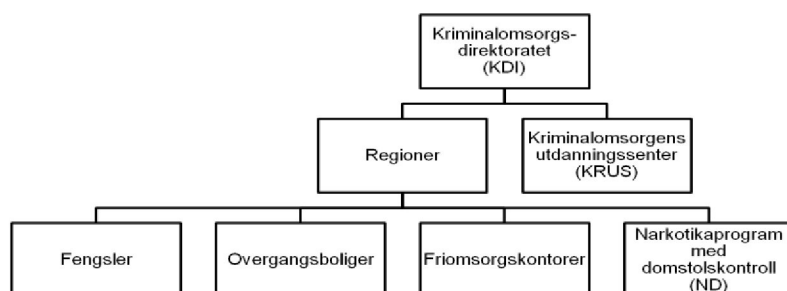 Kriminalomsorgs-
direktoratet
(KDI)
Regioner
Kriminalomsorgens
utdanningssenter
(KRUS)
Fengsler
Overgangsboliger
Friomsorgskontorer
Narkotikaprogram
med
domstolskontroll
(ND)